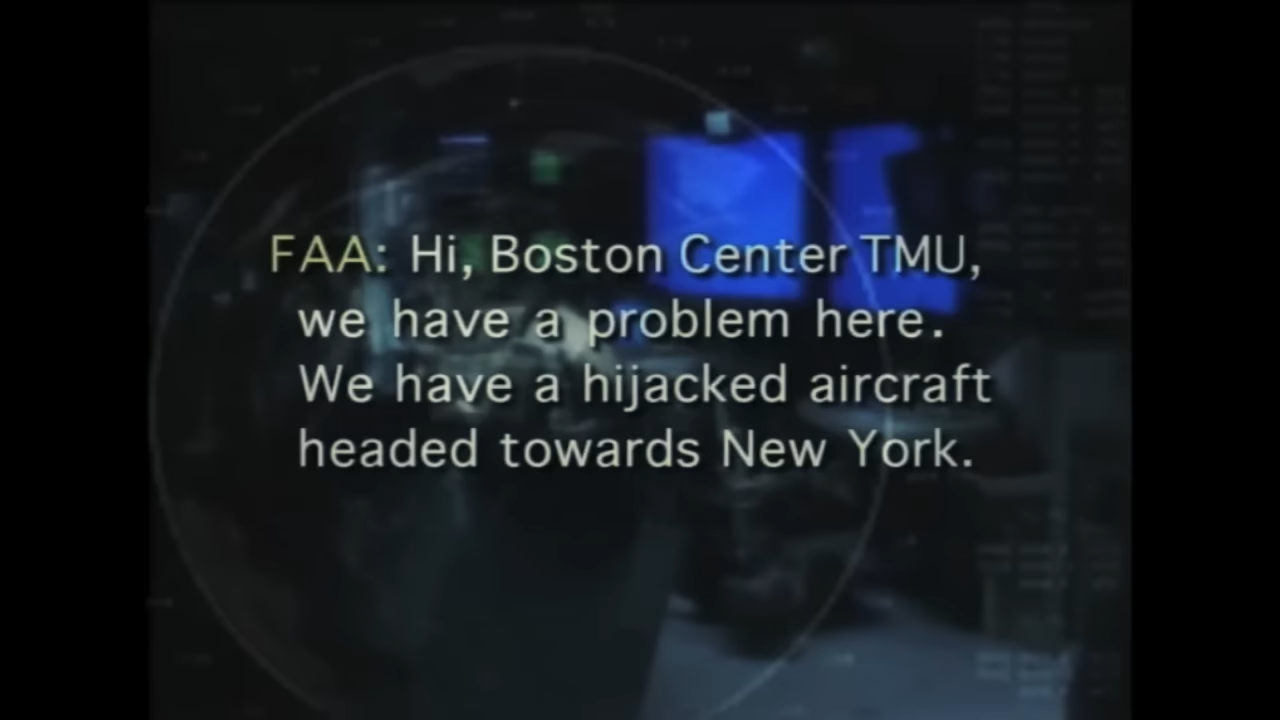 FAA: Hi, Boston Center TMU,
we have a problem here.
We have a hijacked aircraft
headed towards New York.